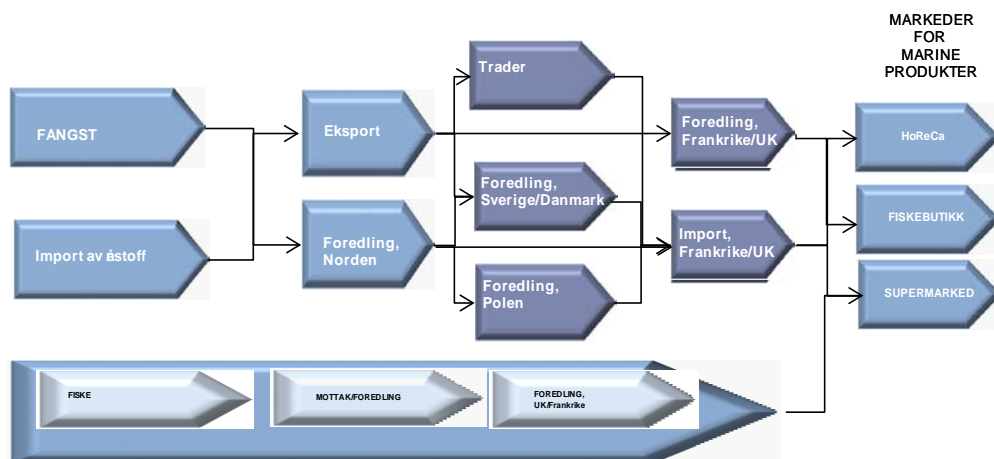 MARKEDER
FOR
MARINE
PRODUKTER
FANGST
Import av råstoff
Eksport
Foredling,
Norden
Trader
Foredling,
Sverige/Danmark
Foredling,
Polen
Foredling,
Frankrike/UK
Import,
Frankrike/UK
HoReCa
FISKEBUTIKK
SUPERMARKED
FISKE
MOTTAK/FOREDLING
FOREDLING,
UK/Frankrike